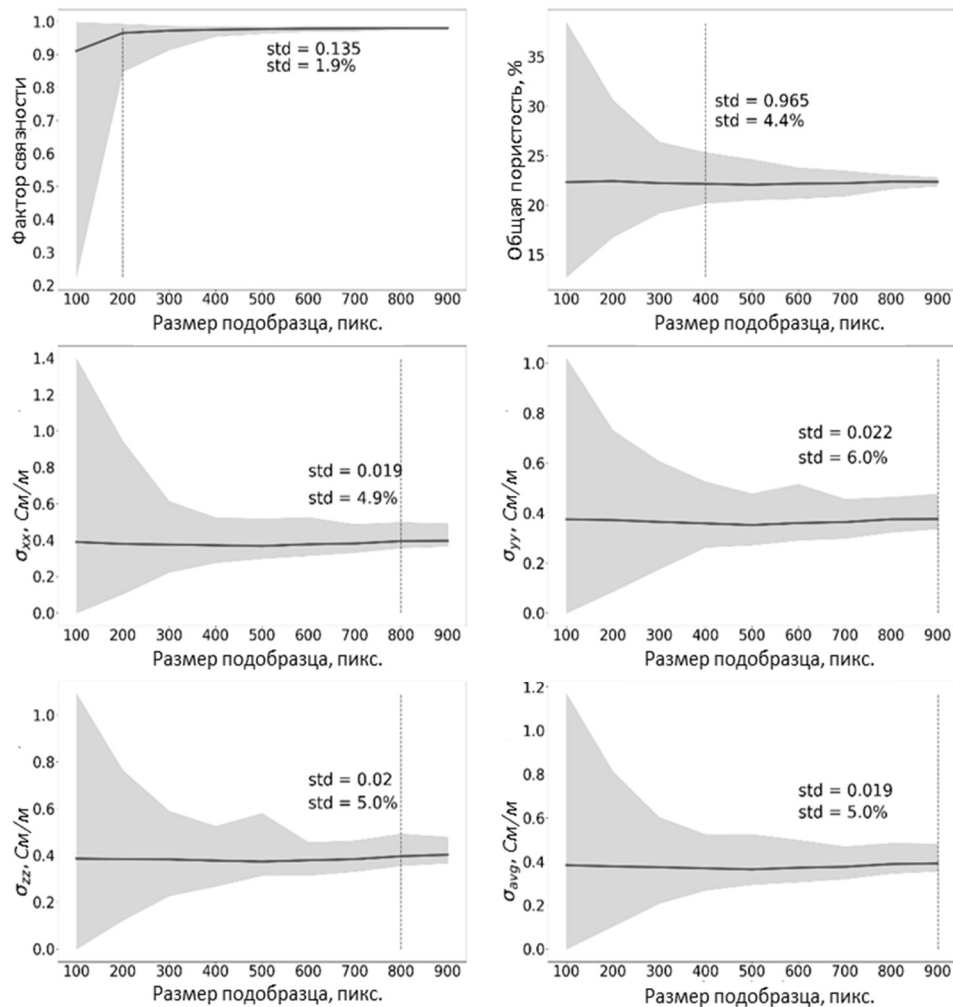 Фактор связности
1.0
0.9
0.8
0.7
0.6
0.5
0.4
0.3
0.2
std = 0.135
std = 1.9%
100 200 300 400 500 600 700 800 900
Размер подобразца, пикс.
Общая пористость, %
35
30
25
20
15
std = 0.965
std = 4.4%
100 200 300 400 500 600 700 800 900
Размер подобразца, пикс.
σxx, См/м
1.4
1.2
1.0
0.8
0.6
0.4
0.2
0.0
std = 0.019
std = 4.9%
100 200 300 400 500 600 700 800 900
Размер подобразца, пикс.
σyy, См/м
1.0
0.8
0.6
0.4
0.2
0.0
std = 0.022
std = 6.0%
100 200 300 400 500 600 700 800 900
Размер подобразца, пикс.
σzz, См/м
1.0
0.8
0.6
0.4
0.2
0.0
std = 0.02
std = 5.0%
100 200 300 400 500 600 700 800 900
Размер подобразца, пикс.
σavg, См/м
1.2
1.0
0.8
0.6
0.4
0.2
0.0
std = 0.019
std = 5.0%
100 200 300 400 500 600 700 800 900
Размер подобразца, пикс.